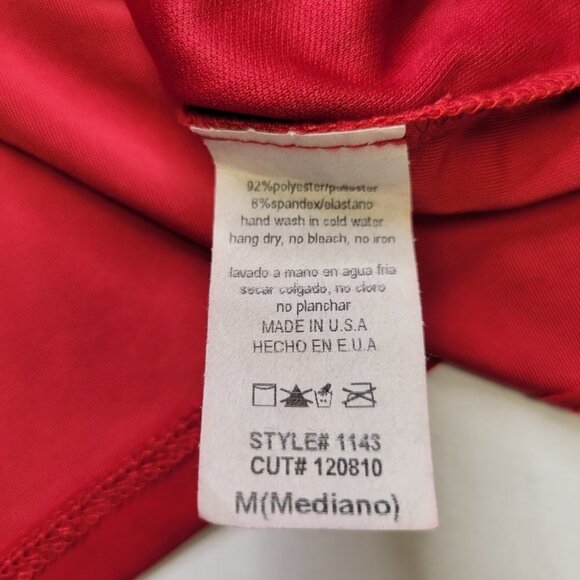 92%polyester/poliester
8%spandex/elastano
hand wash in cold water
hang dry, no bleach, no iron
lavado a mano en agua fria
secar colgado, no cloro
no planchar
MADE IN U.S.A
HECHO EN E.U.A
STYLE# 1143
CUT# 120810
M(Mediano)